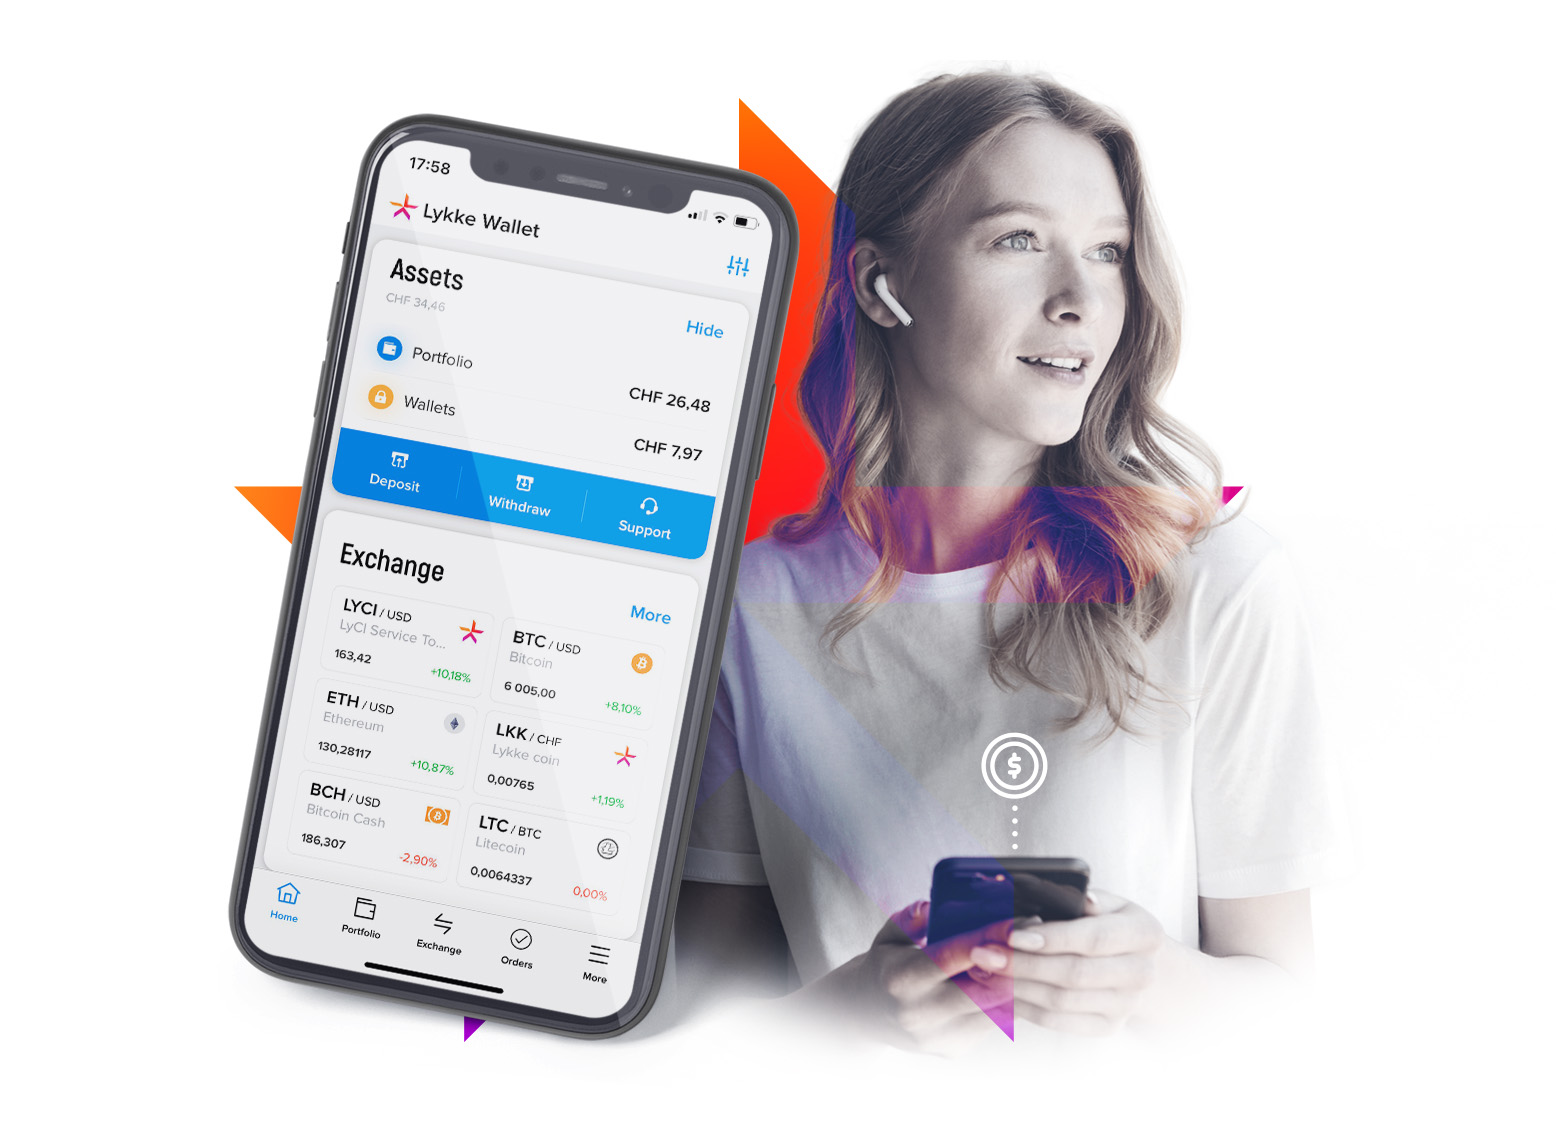 17:58
Lykke Wallet
Assets
CHF 34,46
Hide
Portfolio
CHF 26,48
Wallets
CHF 7,97
Deposit
Withdraw
Support
Exchange
More
LYCI / USD
LyCI Service To...
163,42
+10,18%
BTC / USD
Bitcoin
6 005,00
+8,10%
ETH / USD
Ethereum
130,28117
+10,87%
LKK / CHF
Lykke coin
0,00765
+1,19%
BCH / USD
Bitcoin Cash
186,307
-2,90%
LTC / BTC
Litecoin
0,0064337
0,00%
Home
Portfolio
Exchange
Orders
More
$